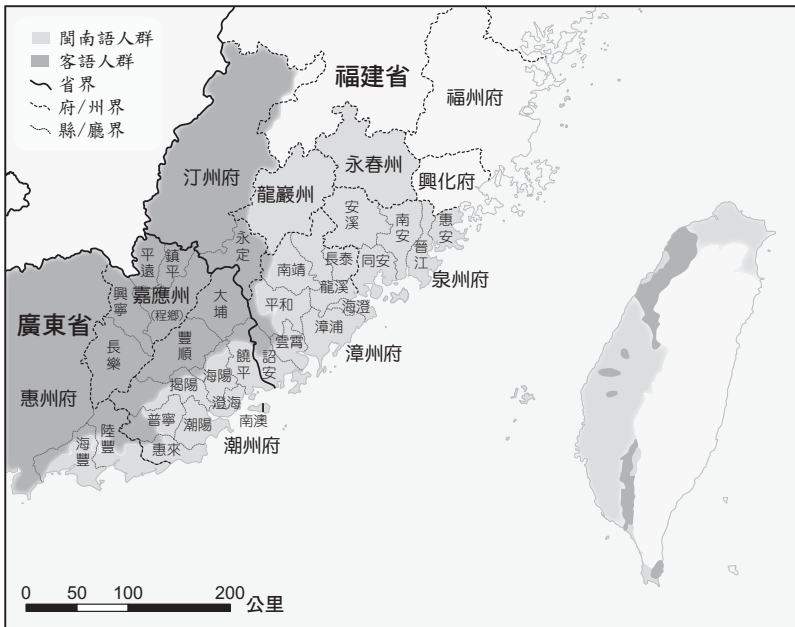 閩南語人群
客語人群
省界
府/州界
縣/廳界
福建省
福州府
汀州府
永春州
龍巖州
興化府
安溪
南安
惠安
晉江
永定
平遠
鎮平
南靖
長泰
同安
泉州府
龍溪
海澄
興寧
嘉應州
(程鄉)
大埔
平和
漳浦
廣東省
長樂
豐順
雲霄
漳州府
饒平
詔安
惠州府
揭陽
海陽
澄海
普寧
潮陽
南澳
陸豐
海豐
惠來
潮州府
0 50 100 200 公里